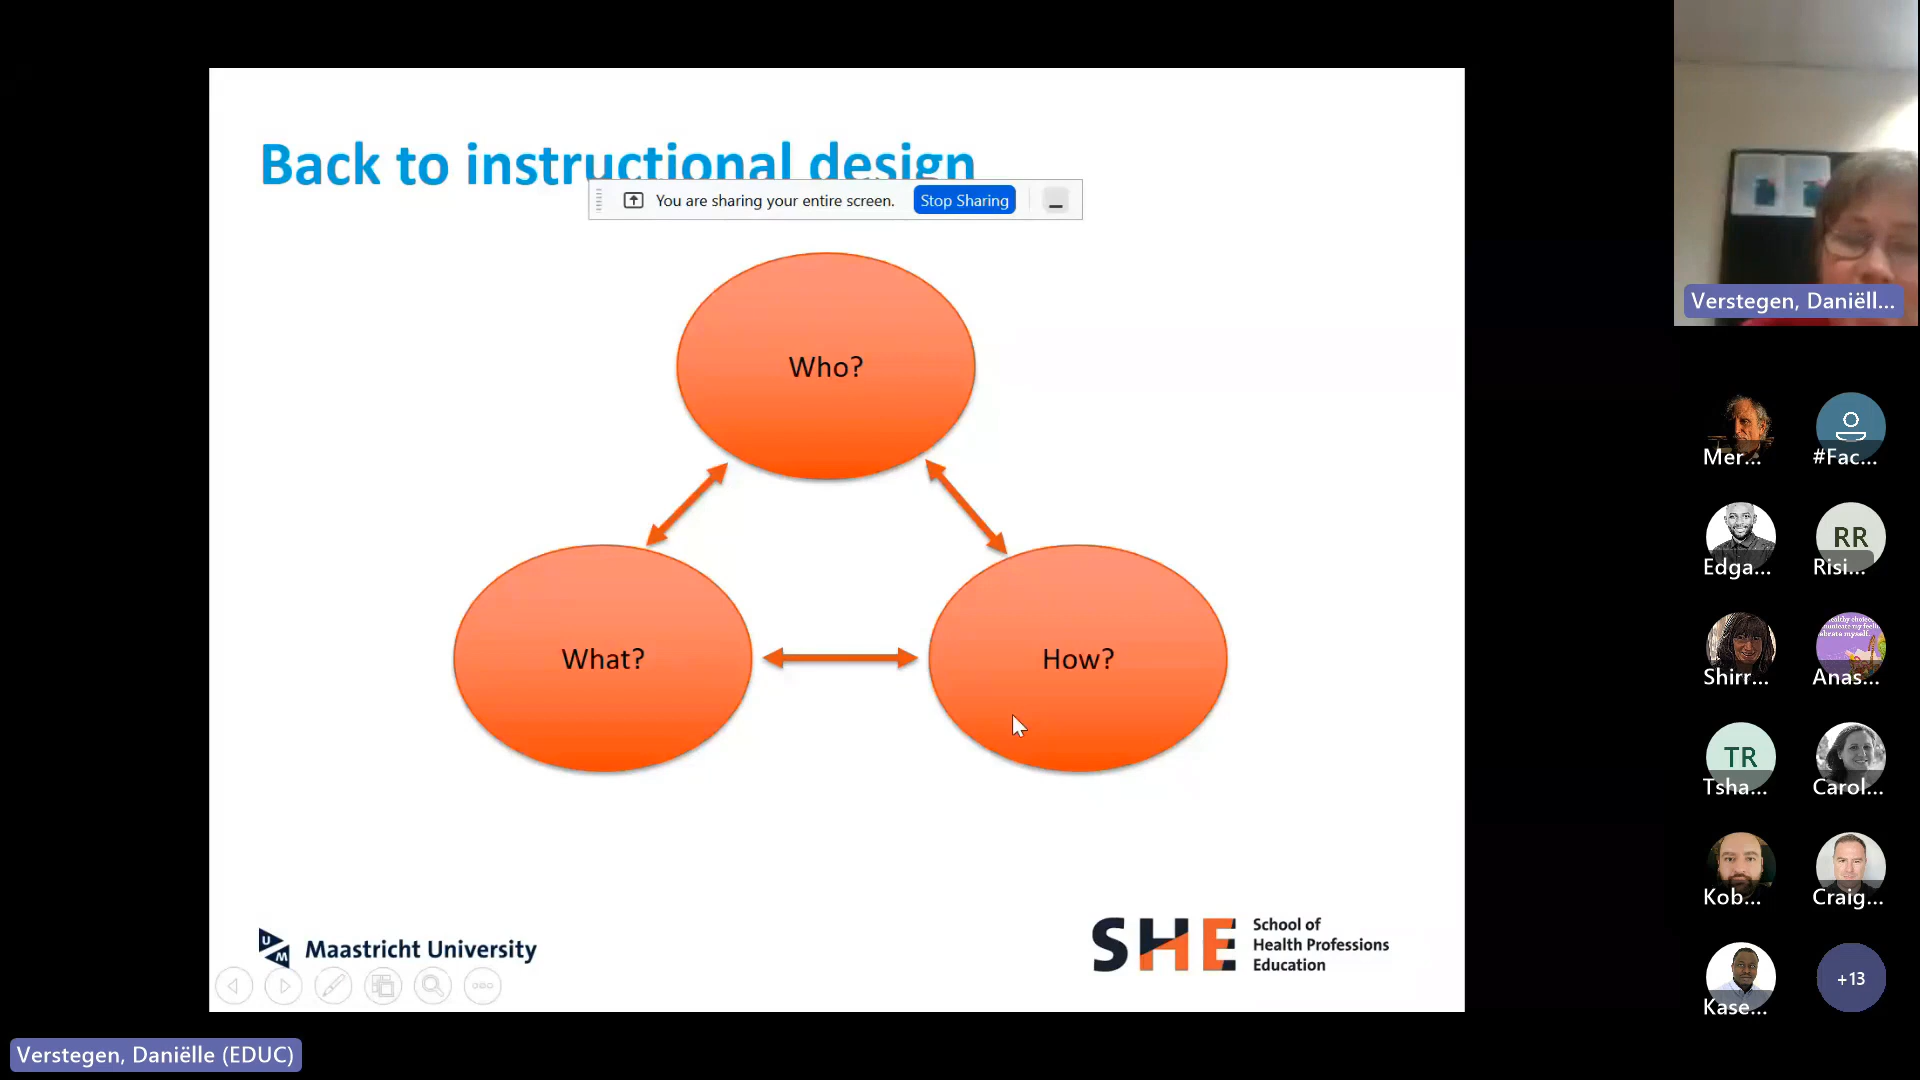 Back to instructional design
You are sharing your entire screen.
Stop Sharing
Who?
What?
How?
UM
Maastricht University
SHE
School of
Health Professions
Education
Verstegen, Daniëlle (EDUC)
Verstegen, Daniëll...
Mer...
#Fac...
Edga...
RR
Risi...
Shirr...
Anas...
TR
Tsha...
Carol...
Kob...
Craig...
Kase...
+13